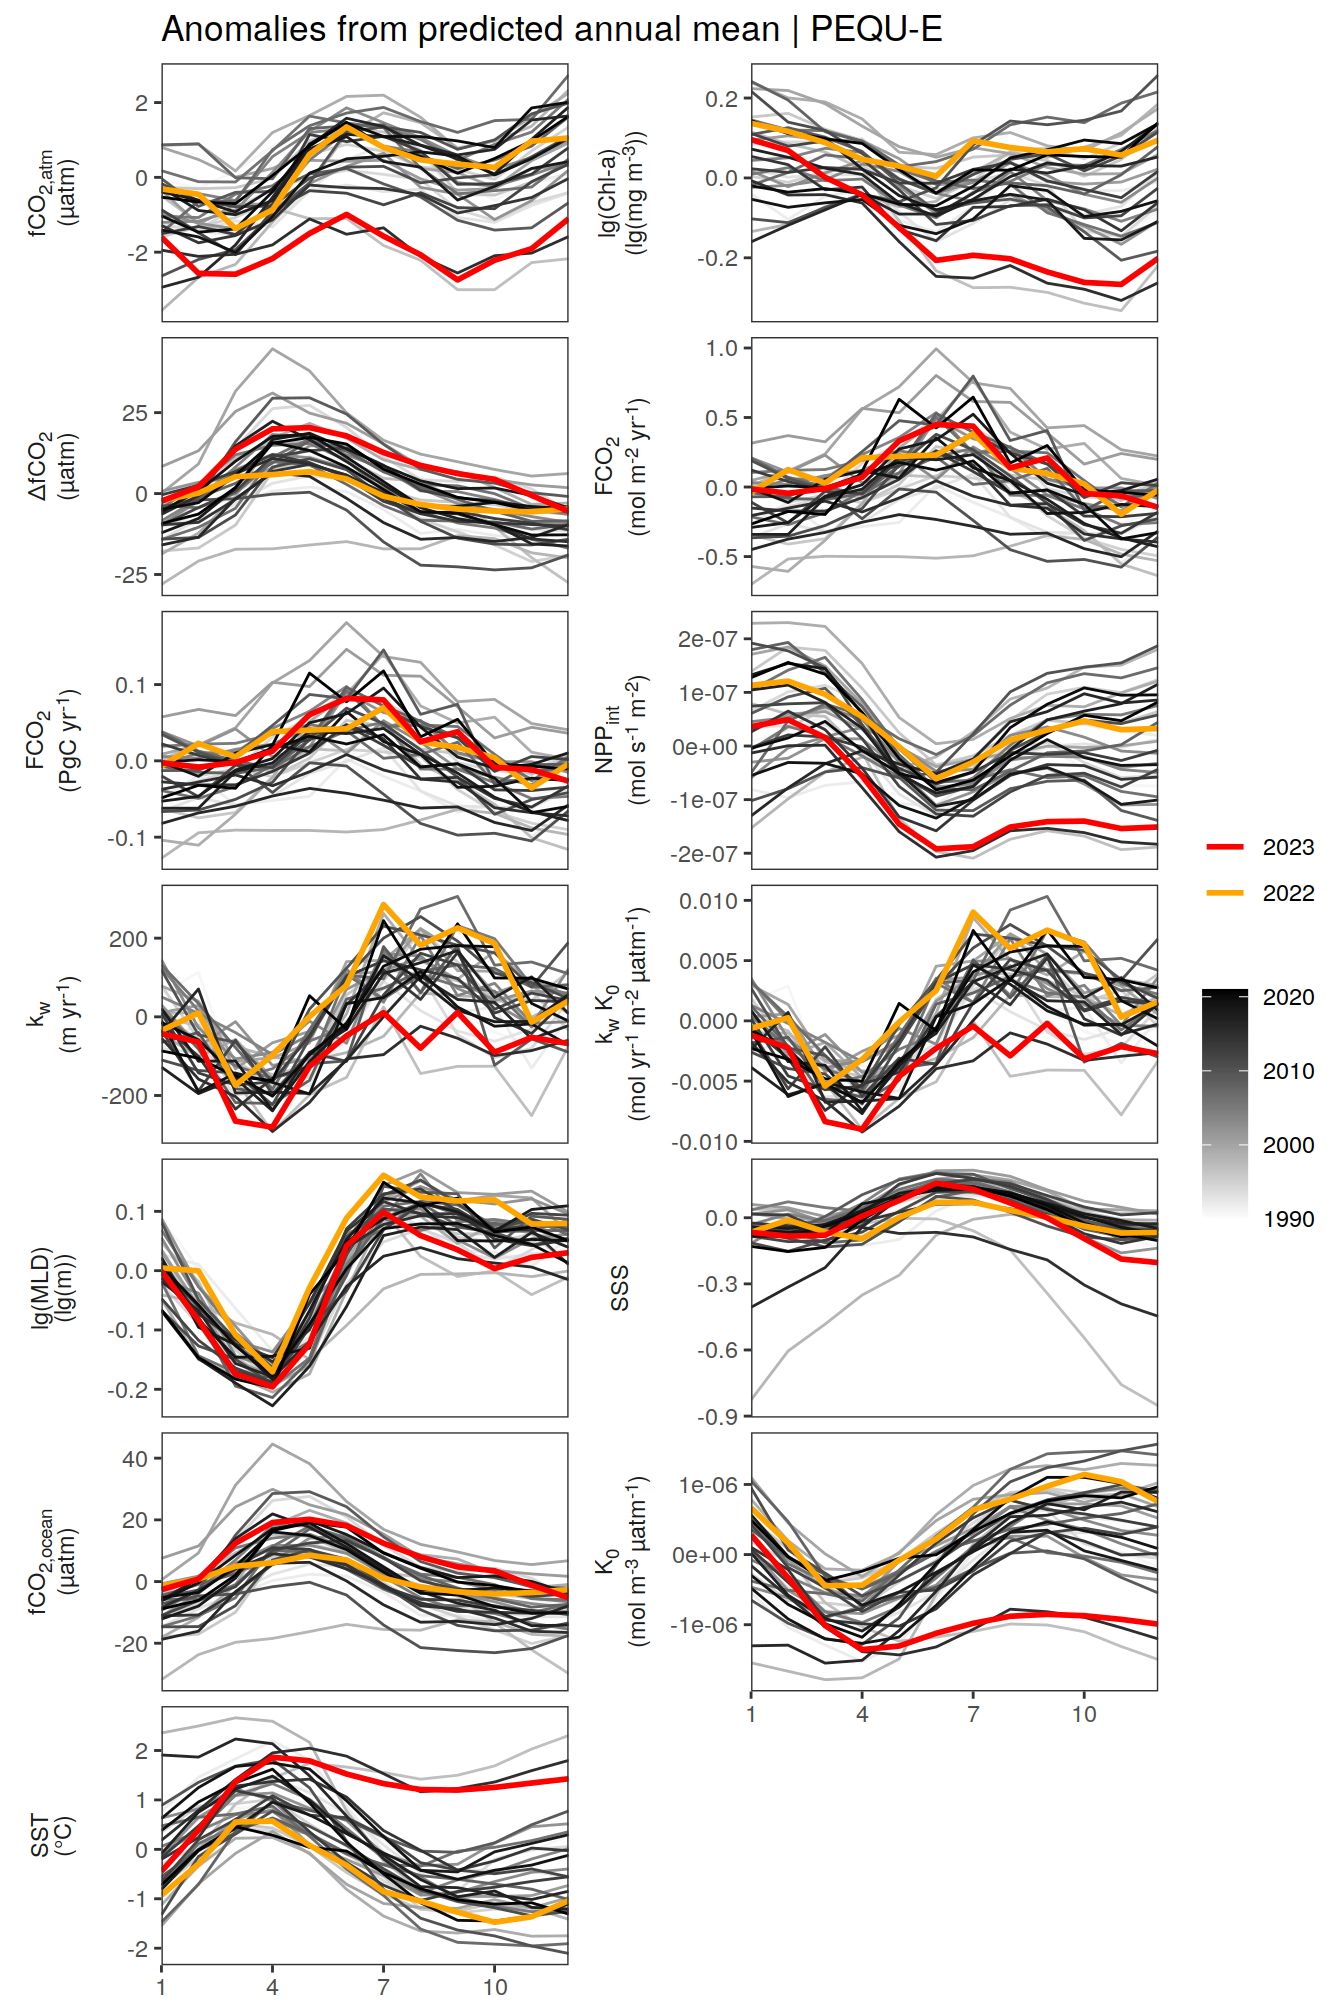 Anomalies from predicted annual mean | PEQU-E
fCO2,atm
(µatm)
2
0
-2
lg(Chl-a)
(lg(mg m-3))
0.2
0.0
-0.2
ΔfCO2
(µatm)
25
0
-25
FCO2
(mol m-2 yr-1)
1.0
0.5
0.0
-0.5
FCO2
(PgC yr-1)
0.1
0.0
-0.1
NPPint
(mol s-1 m-2)
2e-07
1e-07
0e+00
-1e-07
-2e-07
kw
(m yr-1)
200
0
-200
kw K0
(mol yr-1 m-2 µatm-1)
0.010
0.005
0.000
-0.005
-0.010
lg(MLD)
(lg(m))
0.1
0.0
-0.1
-0.2
SSS
0.0
-0.3
-0.6
-0.9
fCO2,ocean
(µatm)
40
20
0
-20
K0
(mol m-3 µatm-1)
1e-06
0e+00
-1e-06
1 4 7 10
SST
(°C)
2
1
0
-1
-2
1 4 7 10
2023
2022
2020
2010
2000
1990